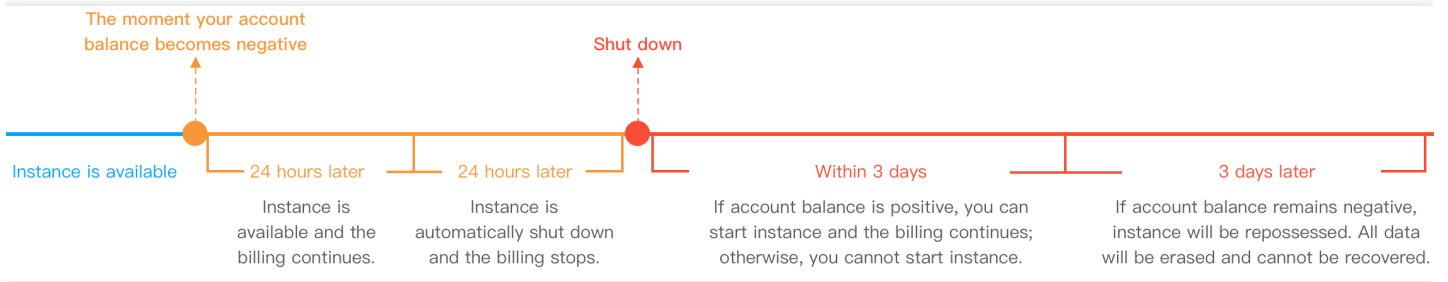 The moment your account
balance becomes negative
Shut down
Instance is available
24 hours later
24 hours later
Within 3 days
3 days later
Instance is
available and the
billing continues.
Instance is
automatically shut down
and the billing stops.
If account balance is positive, you can
start instance and the billing continues;
otherwise, you cannot start instance.
If account balance remains negative,
instance will be repossessed. All data
will be erased and cannot be recovered.